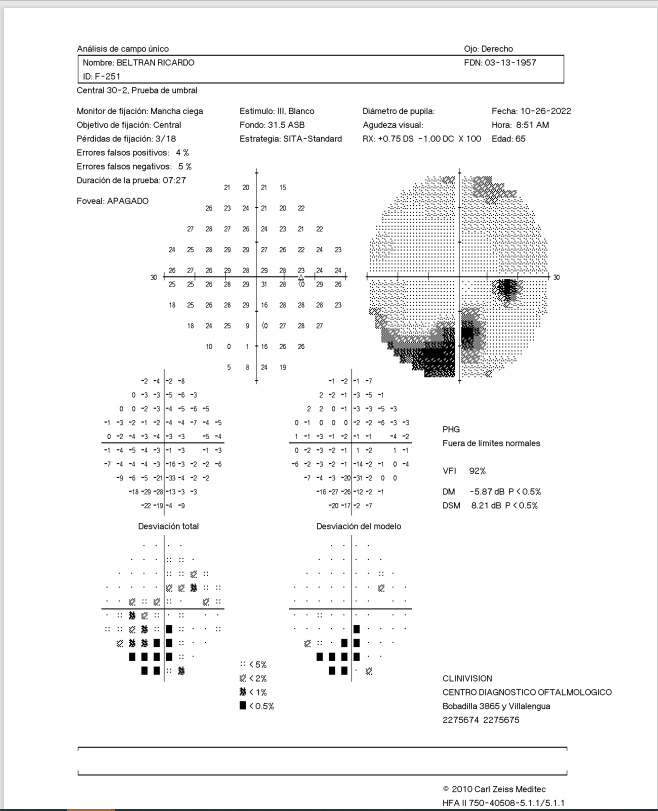 Análisis de campo único
Ojo: Derecho
Nombre: BELTRAN RICARDO
FDN: 03-13-1957
ID: F-251
Central 30-2, Prueba de umbral
Monitor de fijación: Mancha ciega
Objetivo de fijación: Central
Pérdidas de fijación: 3/18
Errores falsos positivos: 4 %
Errores falsos negativos: 5 %
Duración de la prueba: 07:27
Foveal: APAGADO
Estímulo: III, Blanco
Fondo: 31.5 ASB
Estrategia: SITA-Standard
Diámetro de pupila:
Agudeza visual:
RX: +0.75 DS -1.00 DC X 100
Fecha: 10-26-2022
Hora: 8:51 AM
Edad: 65
21 20 21 15
26 23 24 21 20 22
27 28 27 26 24 23 21 22
24 25 28 29 29 27 26 22 24 23
26 27 28 29 29 29 28 23 24 24
30
25 25 26 28 29 31 28 <0 29 26
18 25 26 28 29 16 28 28 28 23
18 24 25 9 <0 27 28 27
10 0 1 16 26 26
5 8 24 19
30
-2 -4 -2 -8
0 -3 -3 -5 -6 -3
0 0 -2 -3 -4 -5 -6 -5
-1 -3 -2 -2 -2 -4 -4 -7 -4 -5
0 -2 -4 -3 -4 -3 -1 -5 -4
-1 -4 -5 -4 -3 -1 -3 -1 -3
-7 -4 -4 -4 -3 -16 -3 -2 -2 -6
-9 -6 -5 -21 -33 -4 -2 -2
-18 -29 -28 -13 -3 -3
-22 -19 -4 -9
Desviación total
-1 -2 -1 -7
2 -2 -1 -3 -5 -1
2 2 0 -1 -3 -3 -5 -3
0 0 0 0 0 -2 -2 -6 -2 -3
1 -1 -3 -1 -2 -1 -4 -2
-2 -3 -3 -1 1 -2 1 -1
-6 -2 -3 -2 -1 -14 -2 -1 0 -4
-7 -4 -3 -20 -31 -2 0 0
-16 -27 -26 -12 -2 -1
-20 -17 -2 -7
Desviación del modelo
PHG
Fuera de límites normales
VFI 92%
DM -5.87 dB P < 0.5%
DSM 8.21 dB P < 0.5%
< 5%
< 2%
< 1%
< 0.5%
CLINIVISION
CENTRO DIAGNOSTICO OFTALMOLOGICO
Bobadilla 3865 y Villalengua
2275674 2275675
© 2010 Carl Zeiss Meditec
HFA II 750-40508-5.1.1/5.1.1